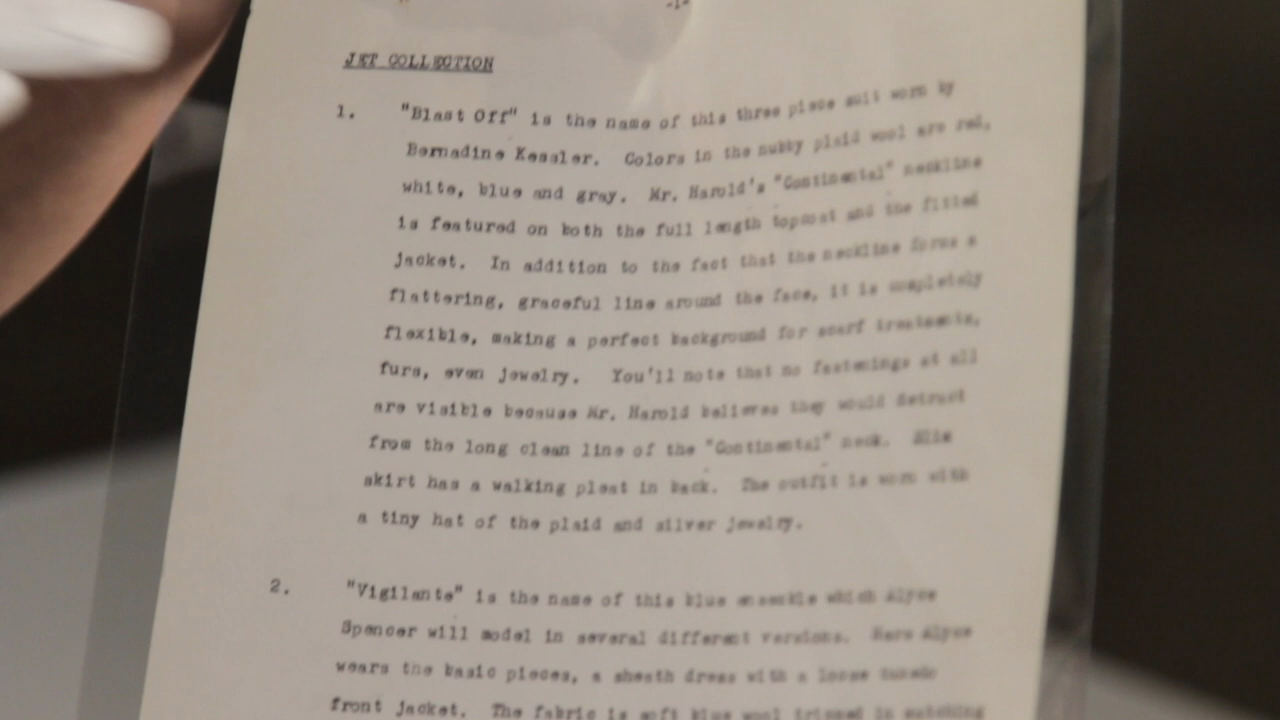 -1-
JET COLLECTION
1. "Blast Off" is the name of this three piece suit worn by
Bernadine Kessler. Colors in the nubby plaid wool are red,
white, blue and gray. Mr. Harold's "Continental" neckline
is featured on both the full length topcoat and the fitted
jacket. In addition to the fact that the neckline forms a
flattering, graceful line around the face, it is completely
flexible, making a perfect background for scarf treatments,
furs, even jewelry. You'll note that no fastenings at all
are visible because Mr. Harold believes they would detract
from the long clean line of the "Continental" neck. Slim
skirt has a walking pleat in back. The outfit is worn with
a tiny hat of the plaid and silver jewelry.
2. "Vigilante" is the name of this blue ensemble which Alyse
Spencer will model in several different versions. Here Alyse
wears the basic pieces, a sheath dress with a loose tuxedo
front jacket. The fabric is soft blue wool trimmed in matching